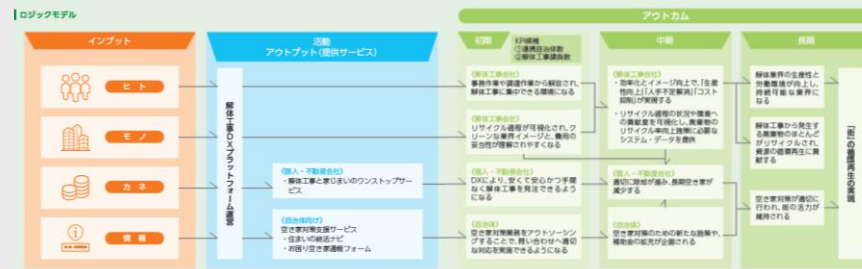 ロジックモデル
インプット
ヒト
モノ
カネ
情報
活動
アウトプット(提供サービス)
解体工事DXプラットフォーム運営
〈個人・不動産会社〉
・解体工事と家じまいのワンストップサー
ビス
〈自治体向け〉
空き家対策支援サービス
・住まいの終活ナビ
・お困り空き家通報フォーム
アウトカム
初期
KPI候補
①連携自治体数
②解体工事請負数
〈解体工事会社〉
事務作業や調達作業から解放され、
解体工事に集中できる環境になる
〈解体工事会社〉
リサイクル過程が可視化され、ク
リーンな業界イメージと、費用の
妥当性が理解されやすくなる
〈個人・不動産会社〉
DXにより、安くて安心かつ手間
なく解体工事を発注できるよう
になる
〈自治体〉
空き家対策業務をアウトソーシン
グすることで、問い合わせへ適切
な対応を実施できるようになる
中期
〈解体工事会社〉
・効率化とイメージ向上で、「生産
性向上」「人手不足解消」「コスト
抑制」が実現する
・リサイクル過程の状況や環境へ
の貢献度を可視化し、廃棄物の
リサイクル率向上施策に必要な
システム・データを提供
〈個人・不動産会社〉
適切に除却が進み、長期空き家が
減少する
〈自治体〉
空き家対策のための新たな施策や、
補助金の拡充が企画される
長期
解体業界の生産性と
労働環境が向上し、
持続可能な業界に
なる
解体工事から発生す
る廃棄物のほとんど
がリサイクルされ、
資源の循環再生に貢
献する
空き家対策が適切に
行われ、街の活力が
維持される
「街」の循環再生の実現